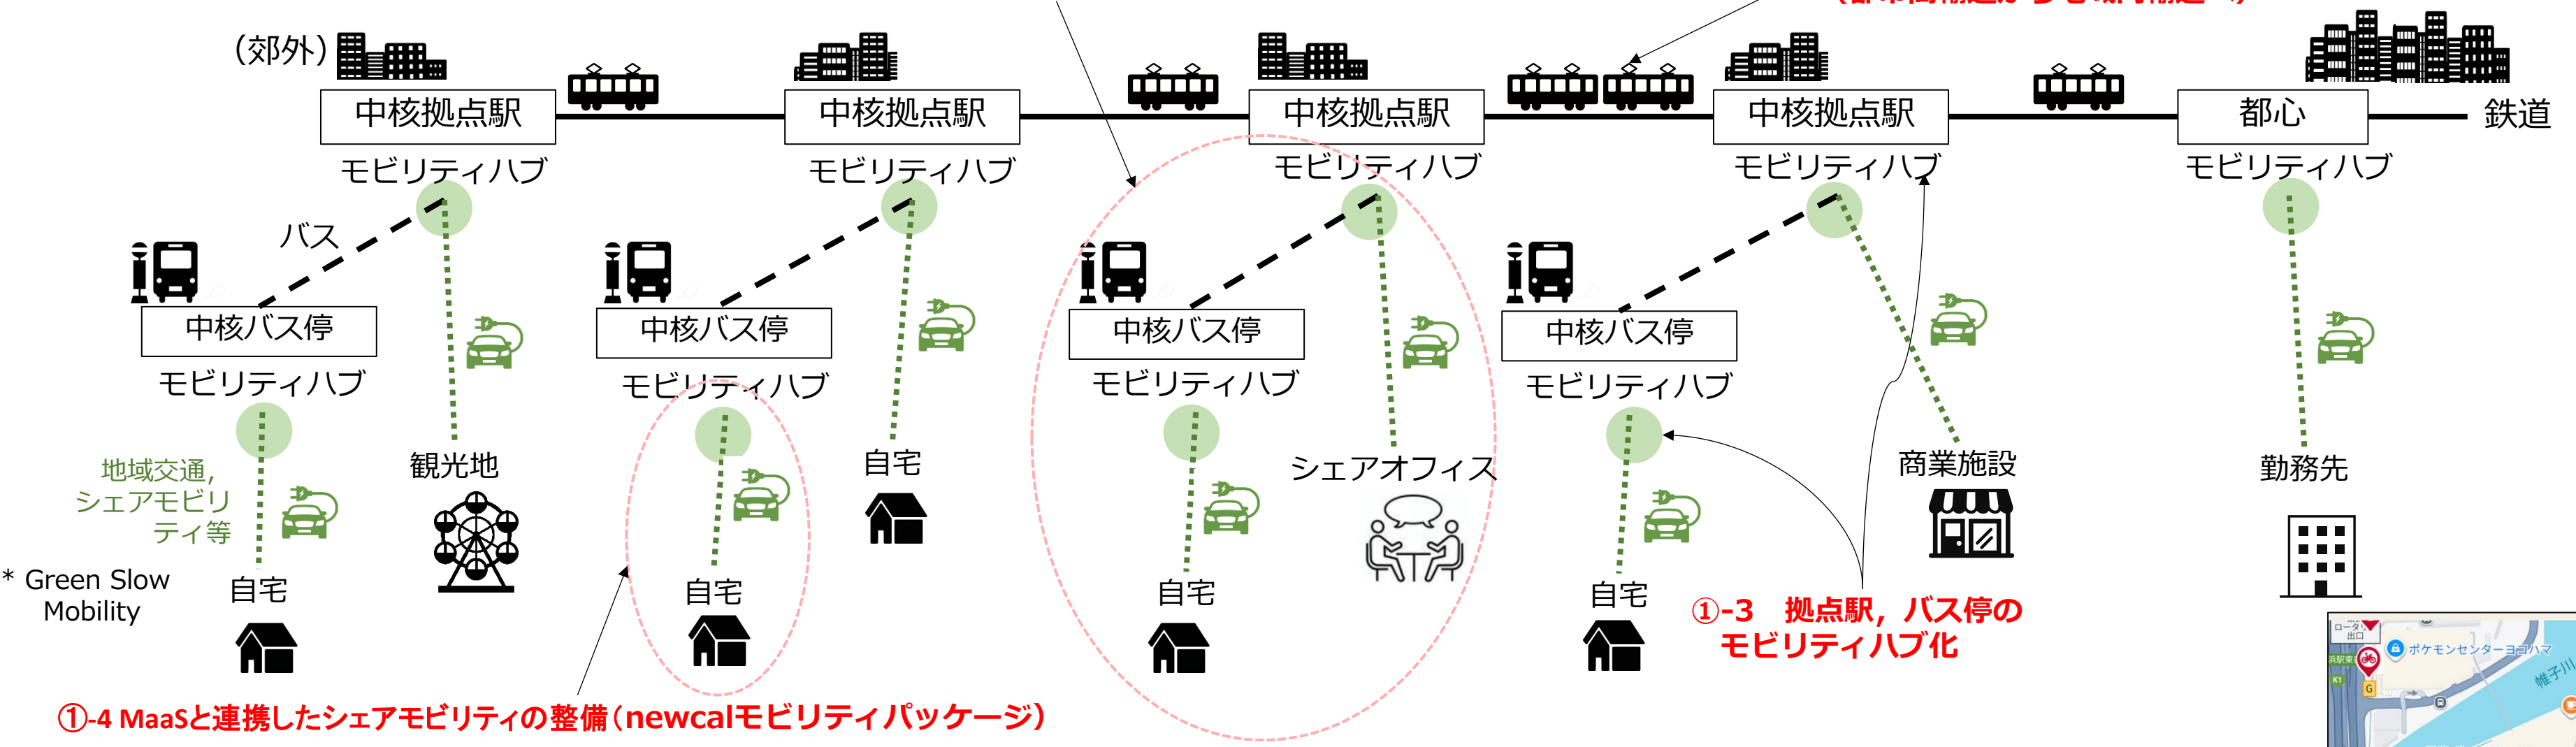 (郊外)
中核拠点駅
中核拠点駅
中核拠点駅
中核拠点駅
都心
鉄道
モビリティハブ
モビリティハブ
モビリティハブ
モビリティハブ
モビリティハブ
バス
中核バス停
中核バス停
中核バス停
中核バス停
モビリティハブ
モビリティハブ
モビリティハブ
モビリティハブ
地域交通,
シェアモビリ
ティ等
観光地
自宅
シェアオフィス
商業施設
勤務先
* Green Slow
Mobility
自宅
自宅
自宅
自宅
①-3 拠点駅，バス停の
モビリティハブ化
①-4 MaaSと連携したシェアモビリティの整備（newcalモビリティパッケージ）
出口
ポケモンセンターヨコハマ
K1
G
帷子川